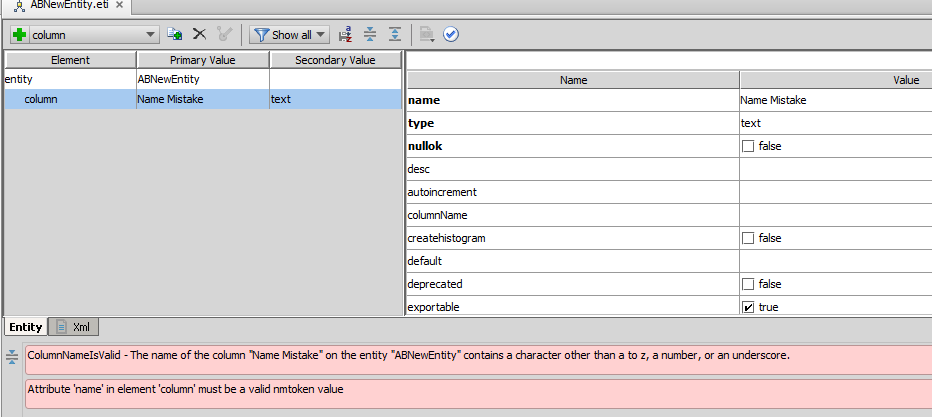 ABNewEntity.eti
column Show all
Element Primary Value Secondary Value
entity ABNewEntity
column Name Mistake text
Name Value
name Name Mistake
type text
nullok false
desc
autoincrement
columnName
createhistogram false
default
deprecated false
exportable true
Entity Xml
ColumnNameIsValid - The name of the column "Name Mistake" on the entity "ABNewEntity" contains a character other than a to z, a number, or an underscore.
Attribute 'name' in element 'column' must be a valid nmtoken value